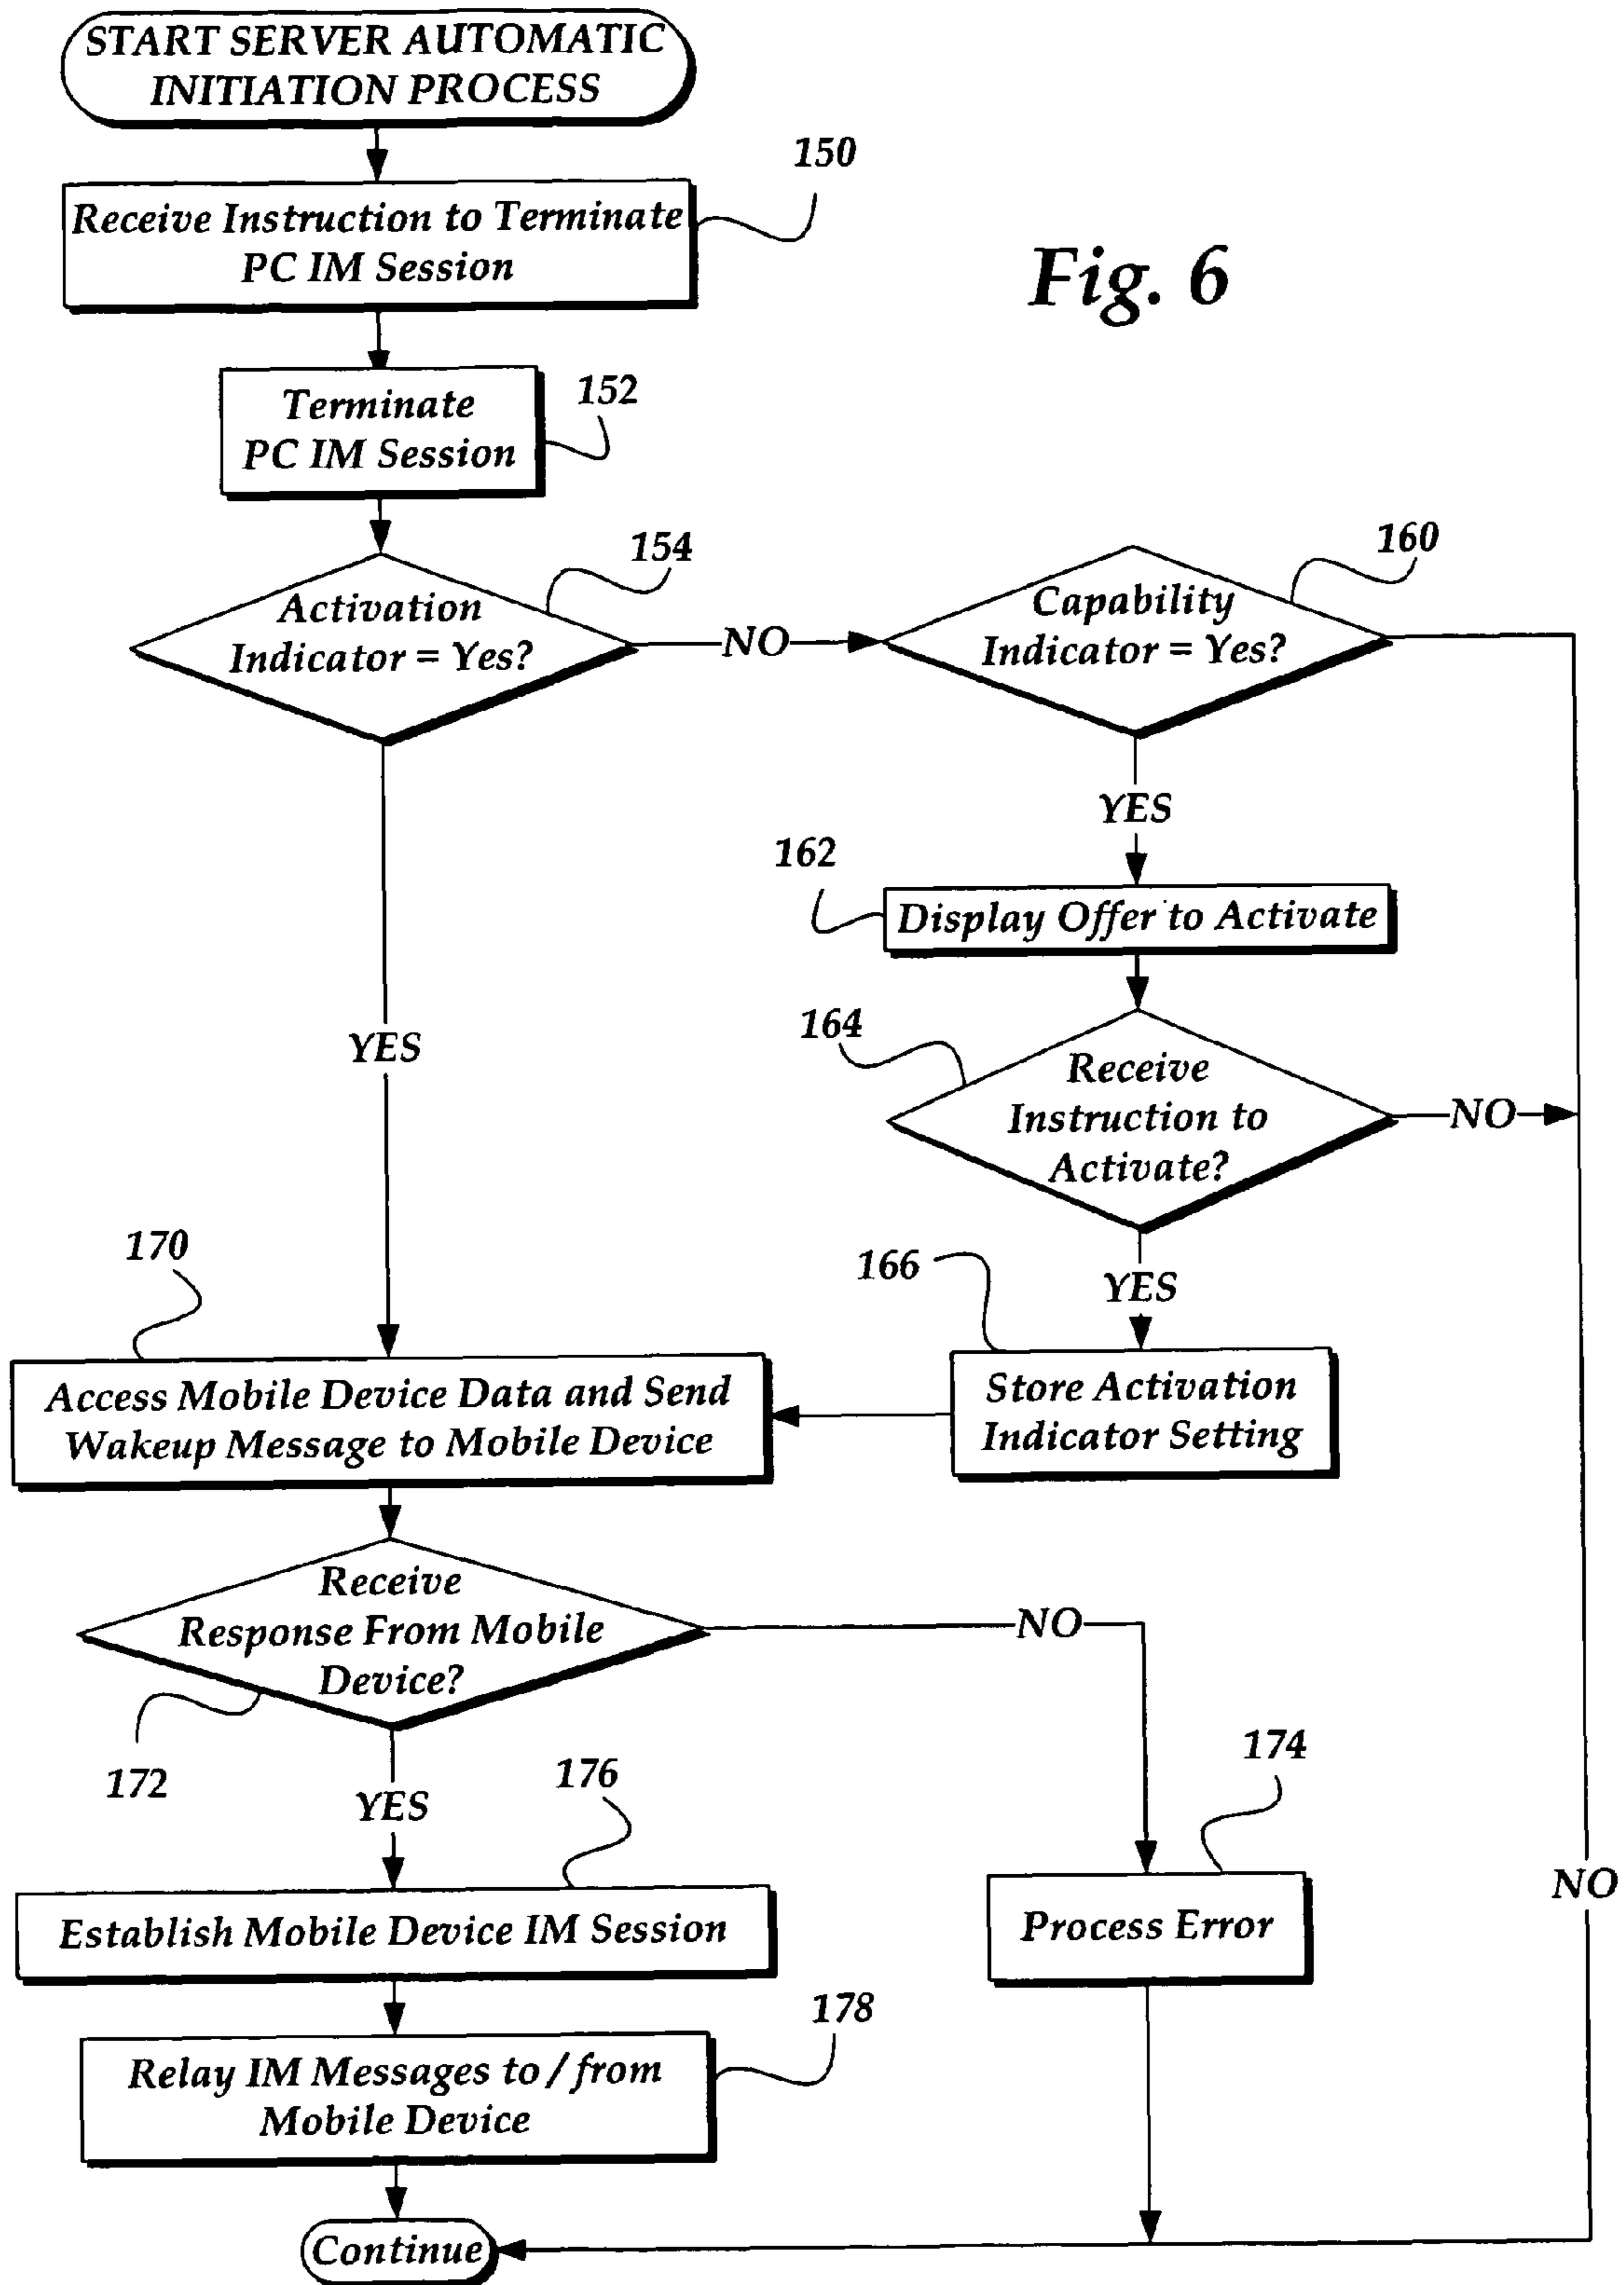 START SERVER AUTOMATIC
INITIATION PROCESS
150
Receive Instruction to Terminate
PC IM Session
Fig. 6
152
Terminate
PC IM Session
154
Activation
Indicator = Yes?
NO
160
Capability
Indicator = Yes?
YES
162
Display Offer to Activate
164
Receive
Instruction to
Activate?
NO
YES
YES
166
Store Activation
Indicator Setting
170
Access Mobile Device Data and Send
Wakeup Message to Mobile Device
Receive
Response From Mobile
Device?
NO
172
YES
174
Process Error
NO
176
Establish Mobile Device IM Session
178
Relay IM Messages to / from
Mobile Device
Continue